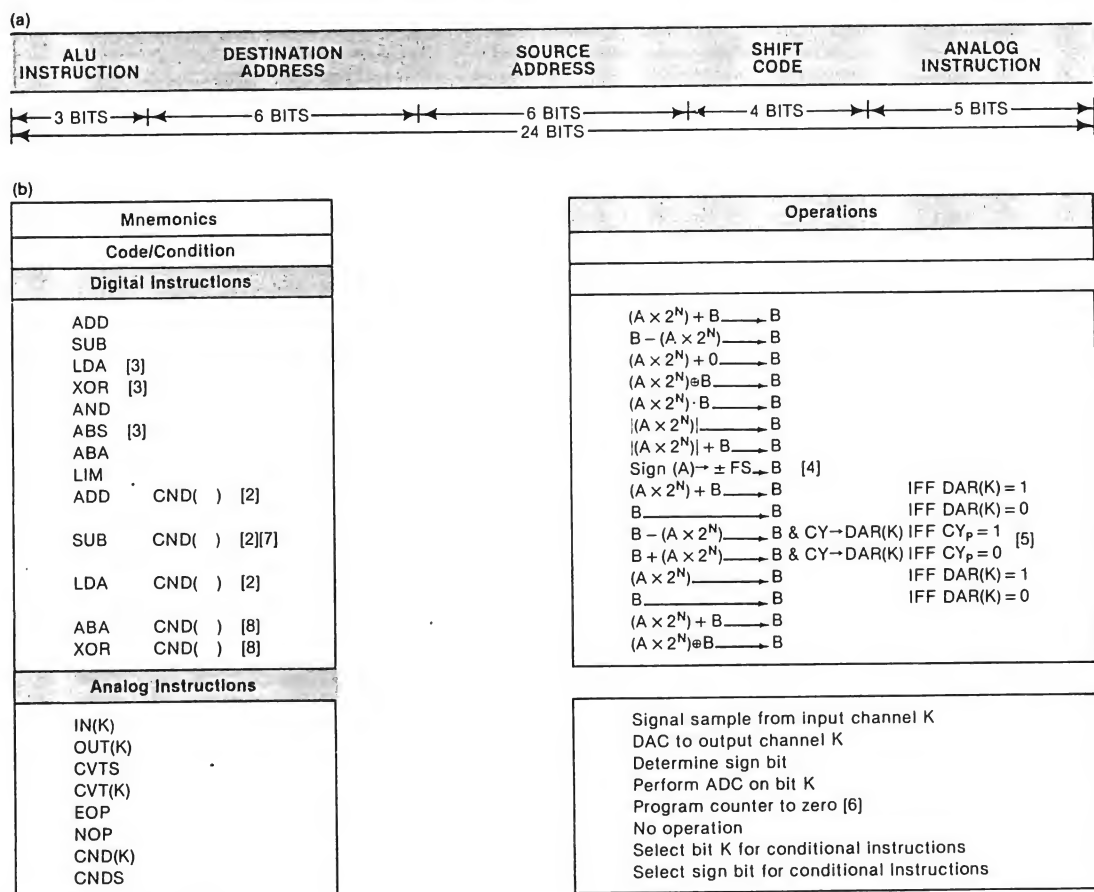 (a)
ALU INSTRUCTION DESTINATION ADDRESS SOURCE ADDRESS SHIFT CODE ANALOG INSTRUCTION
3 BITS 6 BITS 6 BITS 4 BITS 5 BITS
24 BITS
(b)
Mnemonics
Code/Condition
Digital Instructions
ADD
SUB
LDA [3]
XOR [3]
AND
ABS [3]
ABA
LIM
ADD CND( ) [2]
SUB CND( ) [2][7]
LDA CND( ) [2]
ABA CND( ) [8]
XOR CND( ) [8]
Analog Instructions
IN(K)
OUT(K)
CVTS
CVT(K)
EOP
NOP
CND(K)
CNDS
Operations
(A × 2^N) + B → B
B − (A × 2^N) → B
(A × 2^N) + 0 → B
(A × 2^N)⊕B → B
(A × 2^N)·B → B
|(A × 2^N)| → B
|(A × 2^N)| + B → B
Sign (A) → ± FS → B [4]
(A × 2^N) + B → B IFF DAR(K) = 1
B → B IFF DAR(K) = 0
B − (A × 2^N) → B & CY → DAR(K) IFF CY_P = 1 [5]
B + (A × 2^N) → B & CY → DAR(K) IFF CY_P = 0
(A × 2^N) → B IFF DAR(K) = 1
B → B IFF DAR(K) = 0
(A × 2^N) + B → B
(A × 2^N)⊕B → B
Signal sample from input channel K
DAC to output channel K
Determine sign bit
Perform ADC on bit K
Program counter to zero [6]
No operation
Select bit K for conditional instructions
Select sign bit for conditional Instructions